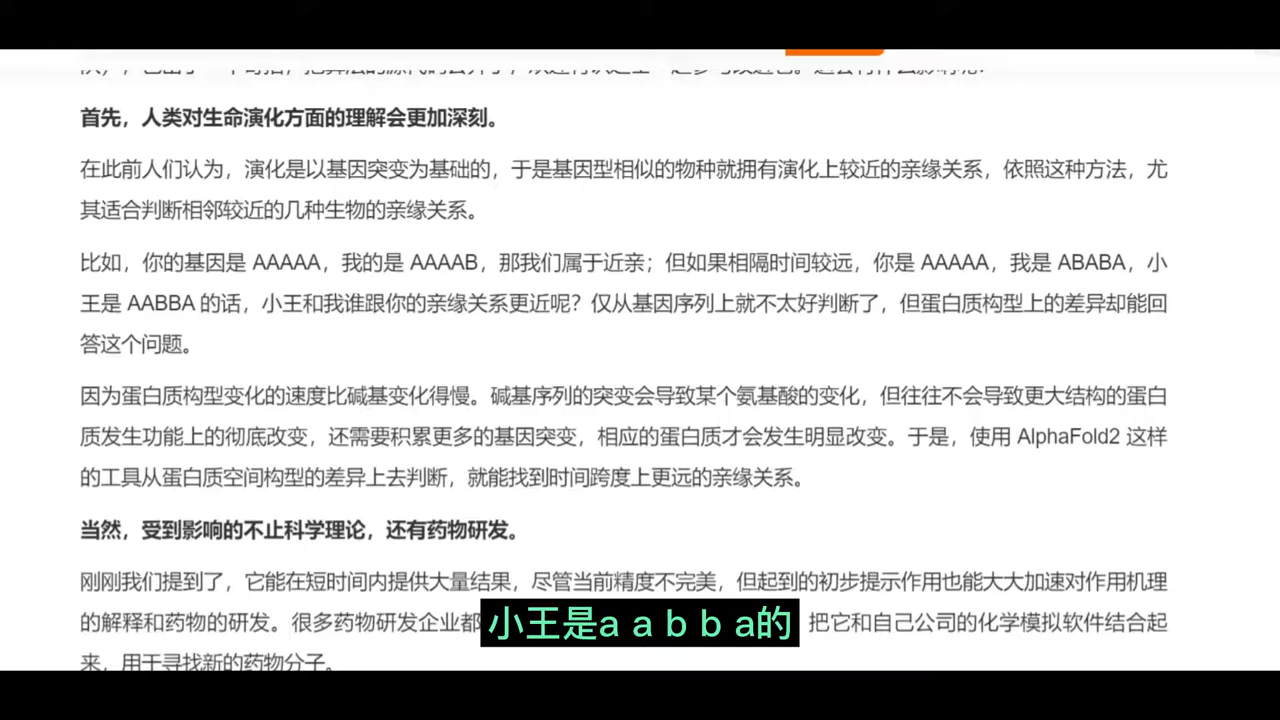 首先，人类对生命演化方面的理解会更加深刻。
在此前人们认为，演化是以基因突变为基础的，于是基因型相似的物种就拥有演化上较近的亲缘关系，依照这种方法，尤
其适合判断相邻较近的几种生物的亲缘关系。
比如，你的基因是 AAAAA，我的是 AAAAB，那我们属于近亲；但如果相隔时间较远，你是 AAAAA，我是 ABABA，小
王是 AABBA 的话，小王和我谁跟你的亲缘关系更近呢？仅从基因序列上就不太好判断了，但蛋白质构型上的差异却能回
答这个问题。
因为蛋白质构型变化的速度比碱基变化得慢。碱基序列的突变会导致某个氨基酸的变化，但往往不会导致更大结构的蛋白
质发生功能上的彻底改变，还需要积累更多的基因突变，相应的蛋白质才会发生明显改变。于是，使用 AlphaFold2 这样
的工具从蛋白质空间构型的差异上去判断，就能找到时间跨度上更远的亲缘关系。
当然，受到影响的不止科学理论，还有药物研发。
刚刚我们提到了，它能在短时间内提供大量结果，尽管当前精度不完美，但起到的初步提示作用也能大大加速对作用机理
的解释和药物的研发。很多药物研发企业都 把它和自己公司的化学模拟软件结合起
小王是a a b b a的
来，用于寻找新的药物分子。